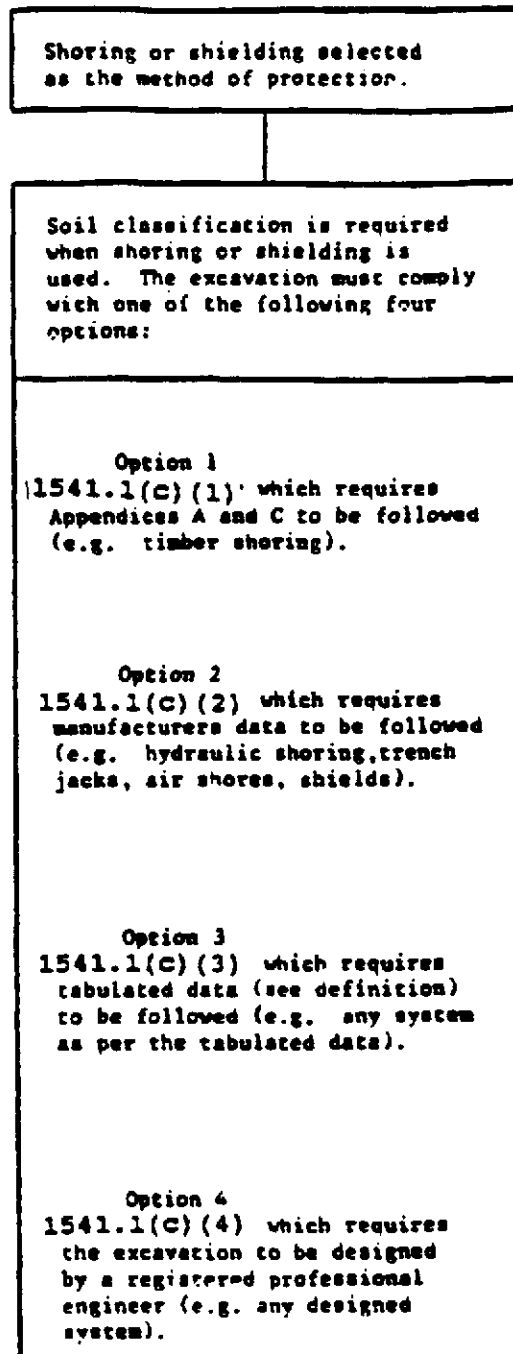 Shoring or shielding selected
as the method of protection.
Soil classification is required
when shoring or shielding is
used. The excavation must comply
with one of the following four
options:
Option 1
1541.1(c)(1) which requires
Appendices A and C to be followed
(e.g. timber shoring).
Option 2
1541.1(c)(2) which requires
manufacturers data to be followed
(e.g. hydraulic shoring,trench
jacks, air shores, shields).
Option 3
1541.1(c)(3) which requires
tabulated data (see definition)
to be followed (e.g. any system
as per the tabulated data).
Option 4
1541.1(c)(4) which requires
the excavation to be designed
by a registered professional
engineer (e.g. any designed
system).